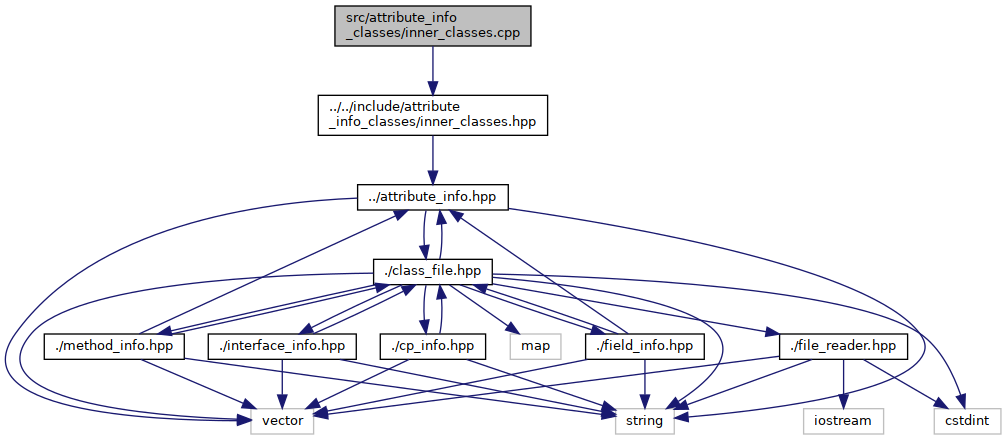 src/attribute_info
_classes/inner_classes.cpp
../../include/attribute
_info_classes/inner_classes.hpp
../attribute_info.hpp
./class_file.hpp
./method_info.hpp
./interface_info.hpp
./cp_info.hpp
map
./field_info.hpp
./file_reader.hpp
vector
string
iostream
cstdint